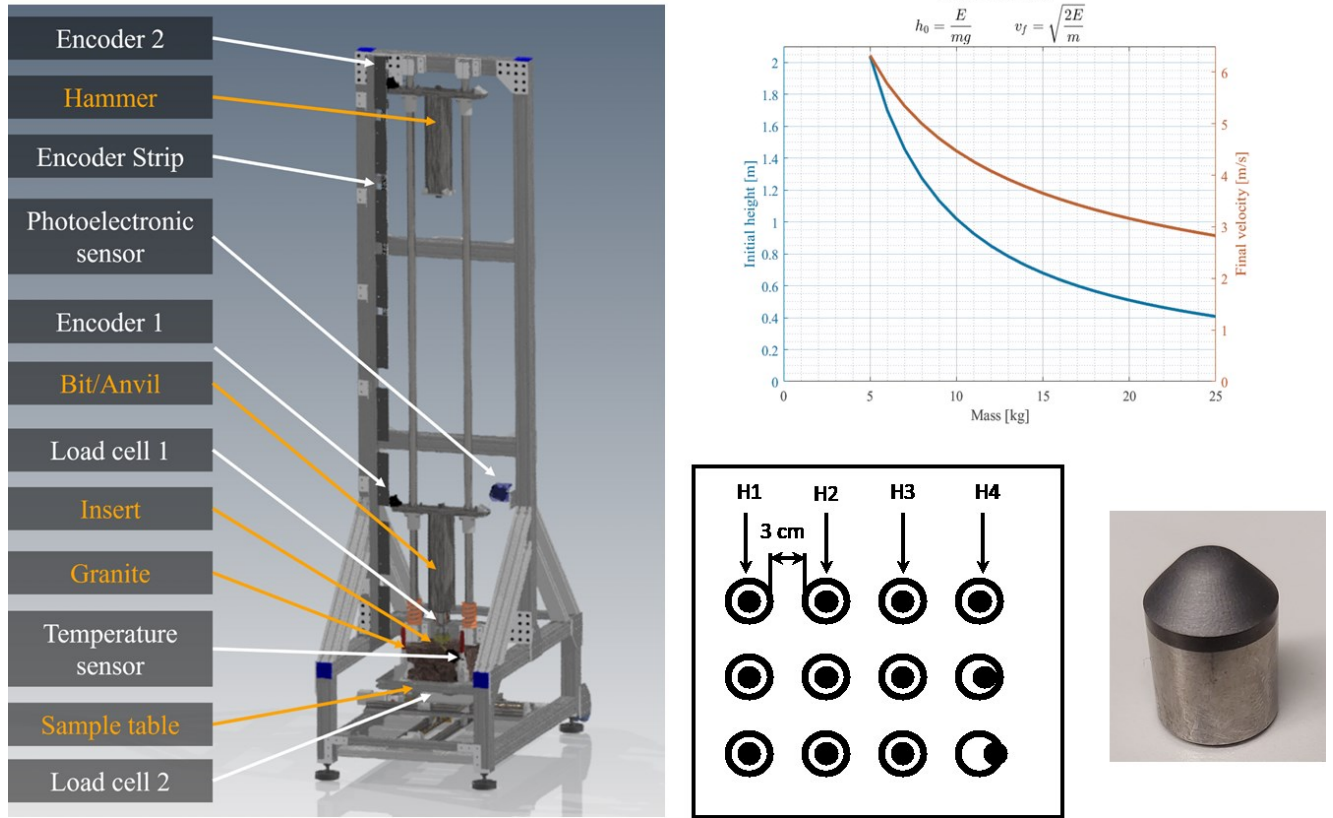 Encoder 2
Hammer
Encoder Strip
Photoelectronic
sensor
Encoder 1
Bit/Anvil
Load cell 1
Insert
Granite
Temperature
sensor
Sample table
Load cell 2
h₀ = E/mg    v_f = √(2E/m)
2
1.8
1.6
1.4
1.2
1
0.8
0.6
0.4
0.2
0
Initial height [m]
6
5
4
3
2
1
0
Final velocity [m/s]
0 5 10 15 20 25
Mass [kg]
H1 H2 H3 H4
3 cm